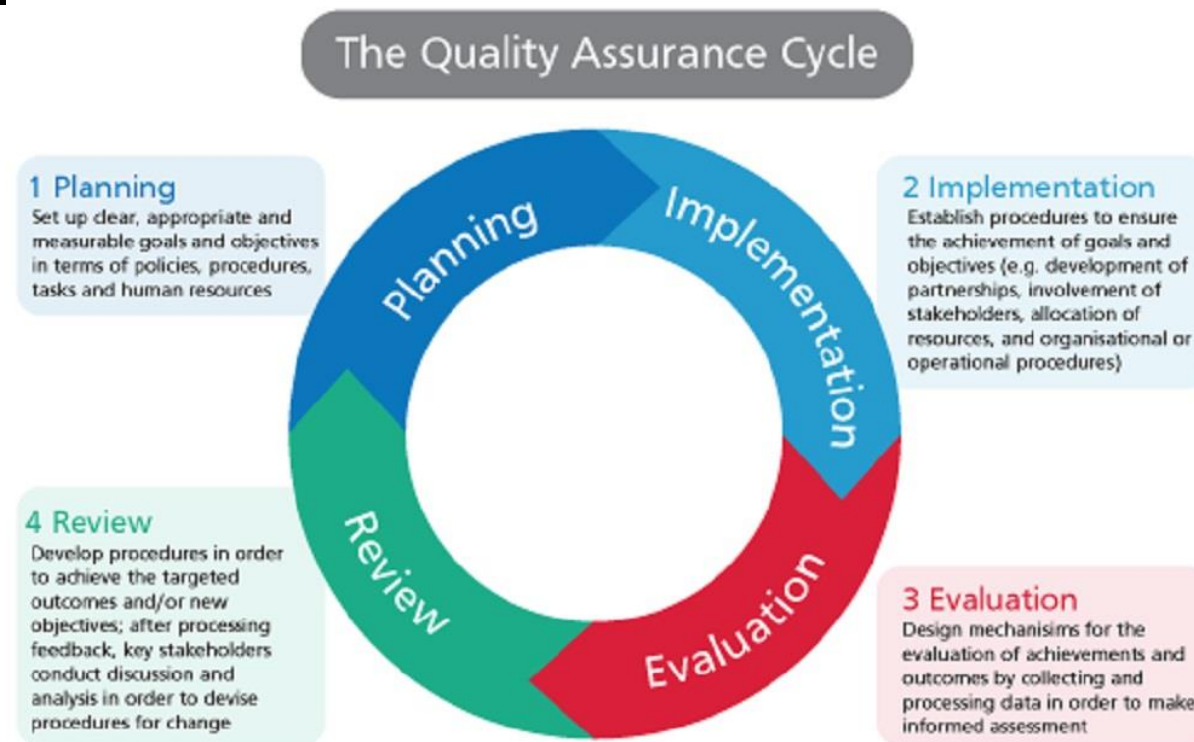 The Quality Assurance Cycle
1 Planning
Set up clear, appropriate and
measurable goals and objectives
in terms of policies, procedures,
tasks and human resources
Planning
Implementation
2 Implementation
Establish procedures to ensure
the achievement of goals and
objectives (e.g. development of
partnerships, involvement of
stakeholders, allocation of
resources, and organisational or
operational procedures)
4 Review
Develop procedures in order
to achieve the targeted
outcomes and/or new
objectives; after processing
feedback, key stakeholders
conduct discussion and
analysis in order to devise
procedures for change
Review
Evaluation
3 Evaluation
Design mechanisims for the
evaluation of achievements and
outcomes by collecting and
processing data in order to make
informed assessment